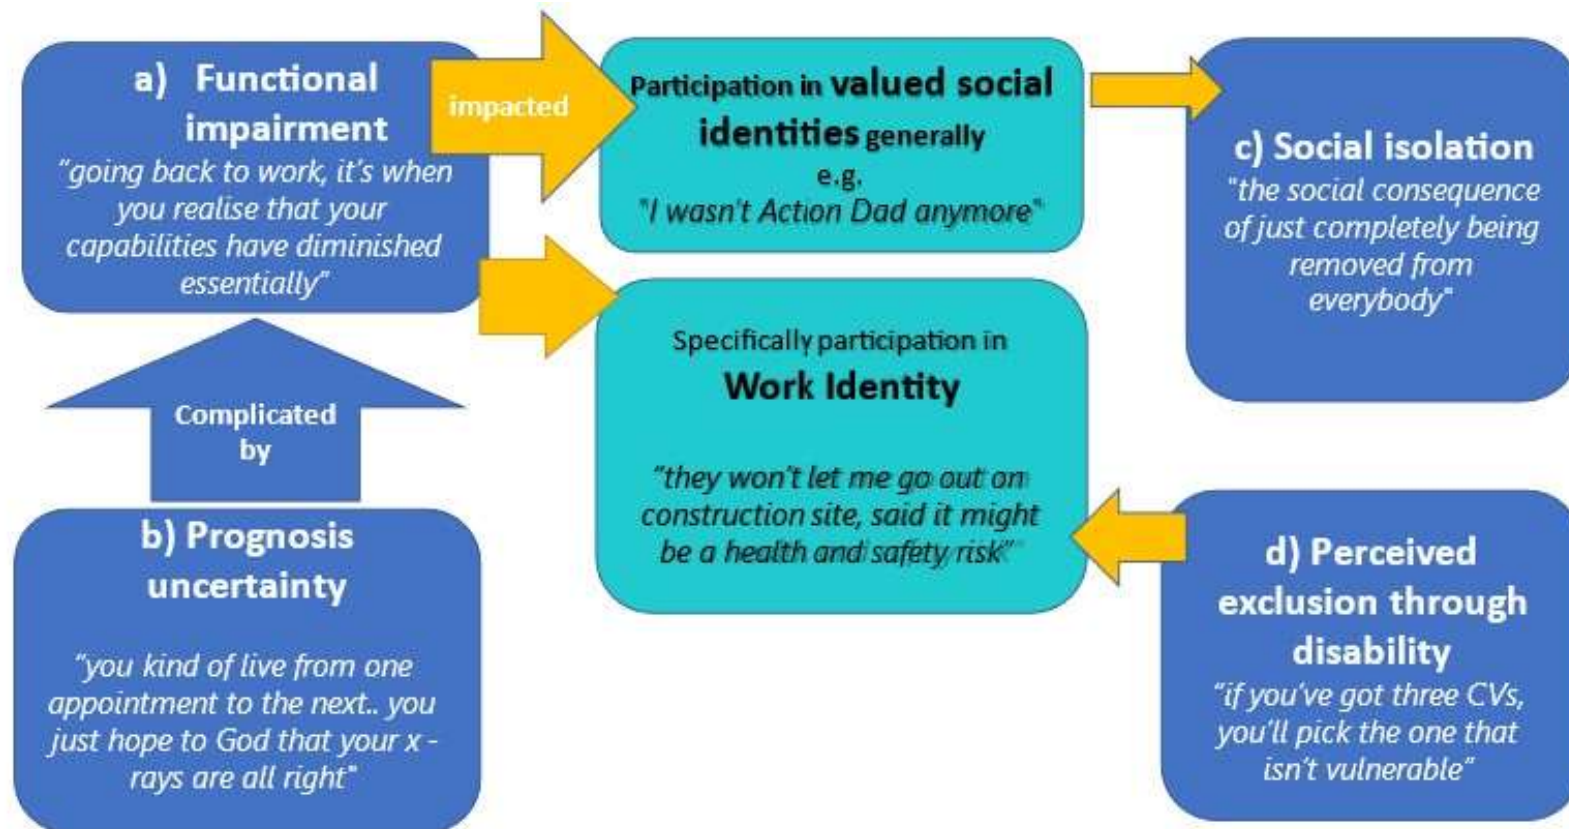 a) Functional
impairment
"going back to work, it's when
you realise that your
capabilities have diminished
essentially"
impacted
Participation in valued social
identities generally
e.g.
"I wasn't Action Dad anymore"
c) Social isolation
"the social consequence
of just completely being
removed from
everybody"
Complicated
by
Specifically participation in
Work Identity
"they won't let me go out on
construction site, said it might
be a health and safety risk"
b) Prognosis
uncertainty
"you kind of live from one
appointment to the next.. you
just hope to God that your x -
rays are all right"
d) Perceived
exclusion through
disability
"if you've got three CVs,
you'll pick the one that
isn't vulnerable"